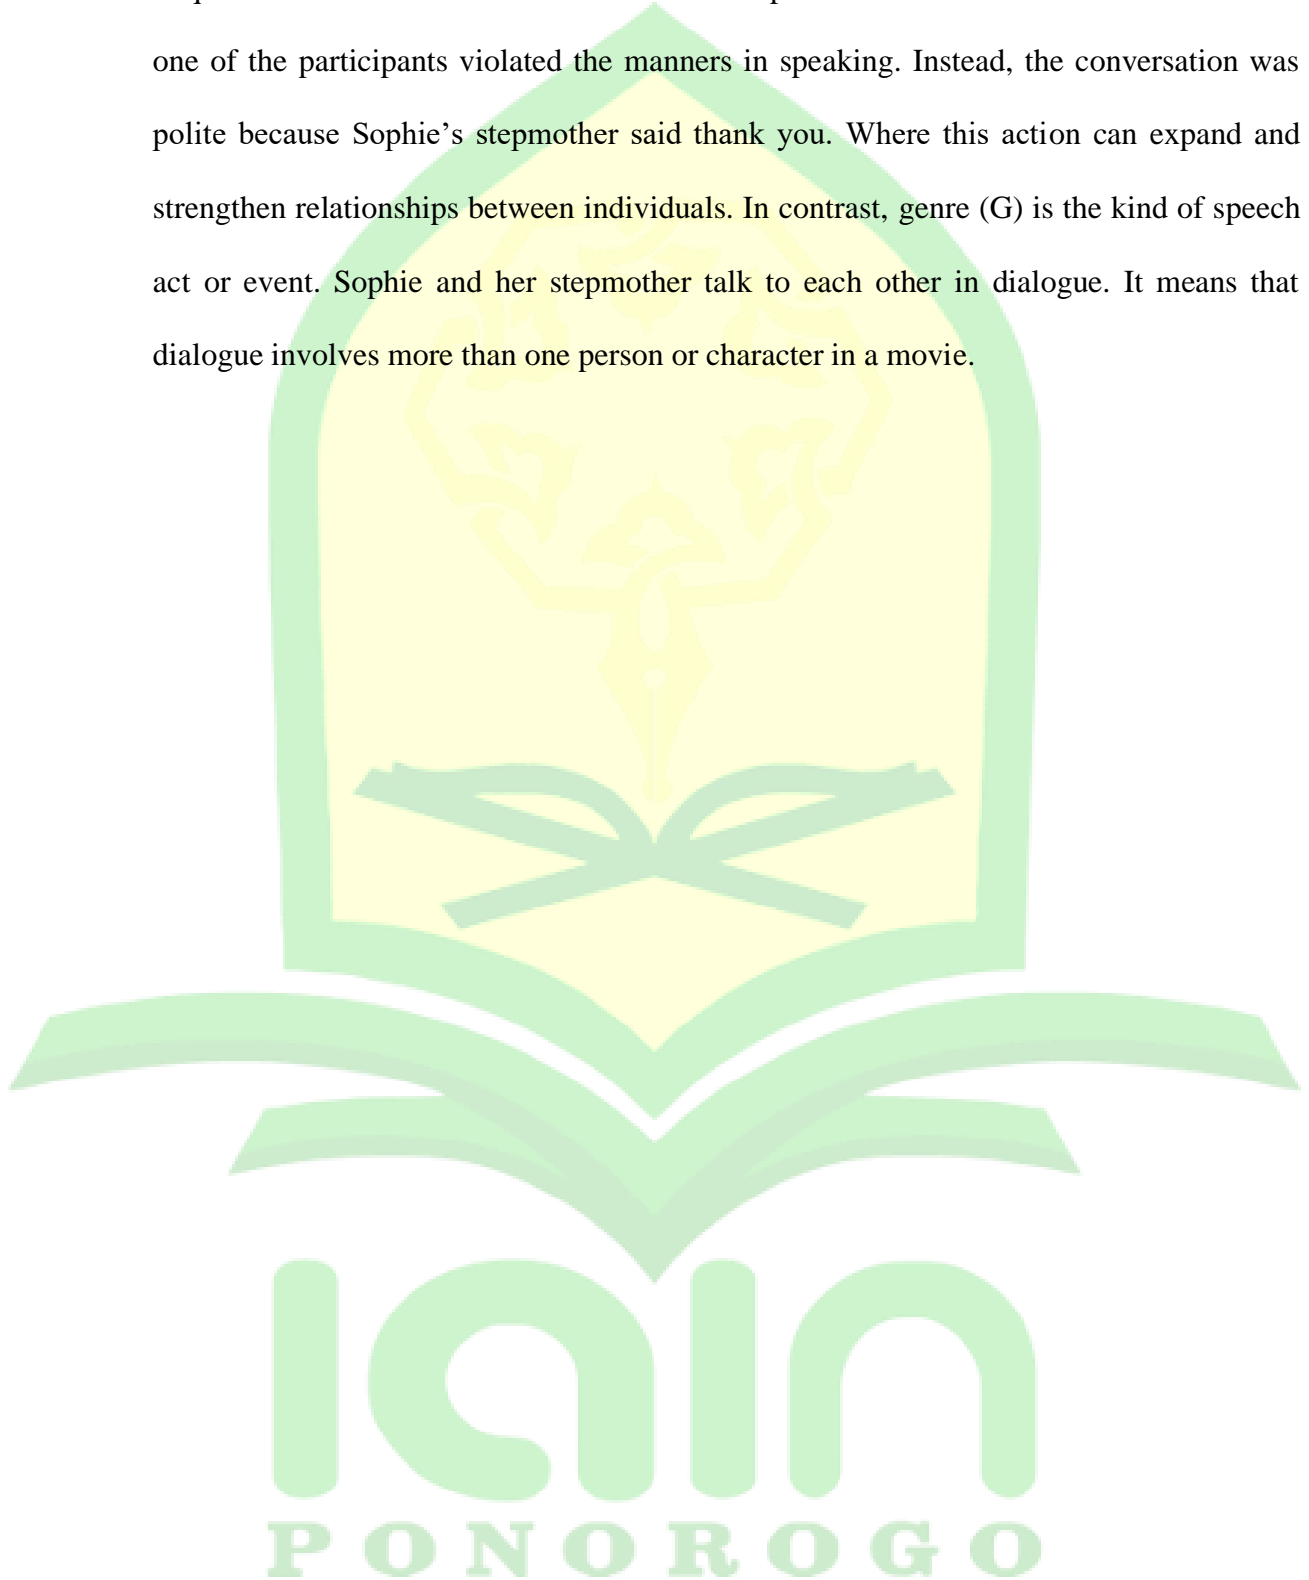 one of the participants violated the manners in speaking. Instead, the conversation was
polite because Sophie’s stepmother said thank you. Where this action can expand and
strengthen relationships between individuals. In contrast, genre (G) is the kind of speech
act or event. Sophie and her stepmother talk to each other in dialogue. It means that
dialogue involves more than one person or character in a movie.
iain
PONOROGO